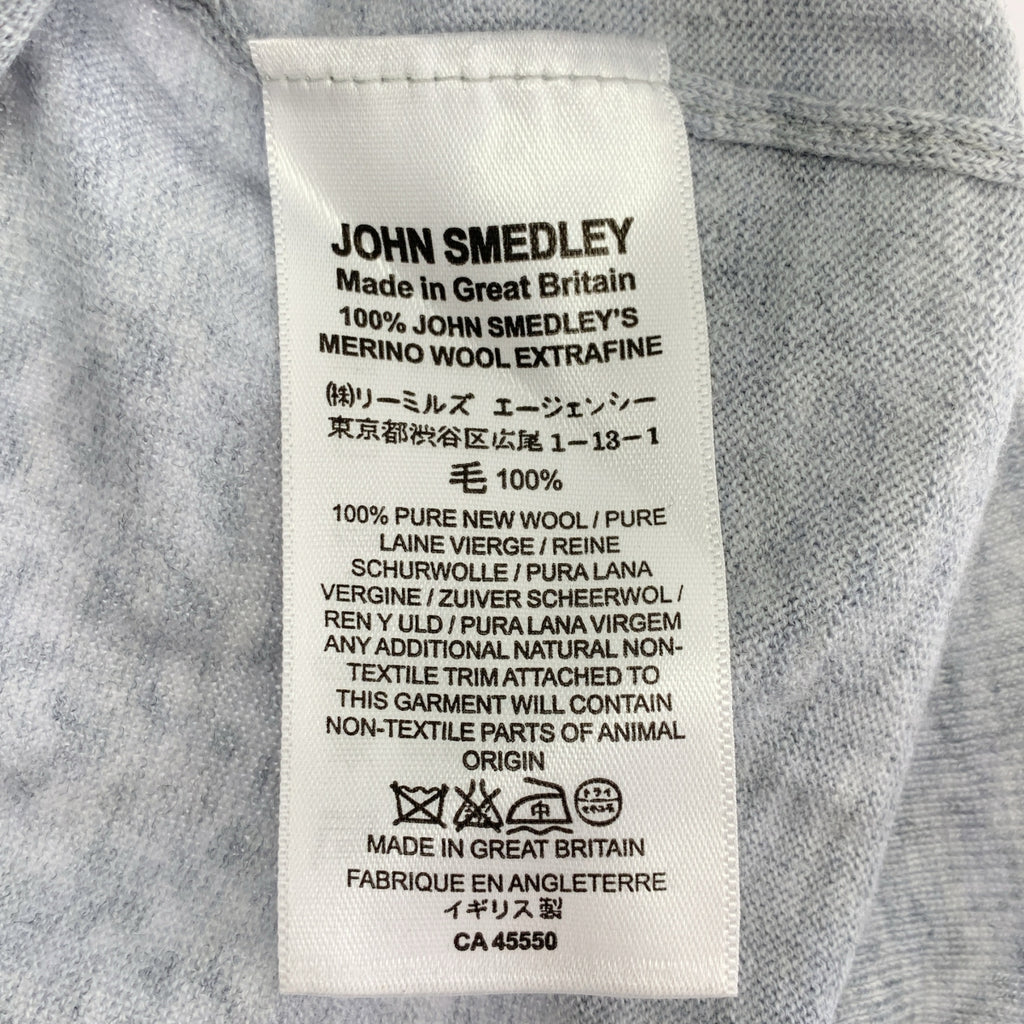 JOHN SMEDLEY
Made in Great Britain
100% JOHN SMEDLEY'S
MERINO WOOL EXTRAFINE
(株)リーミルズ エージェンシー
東京都渋谷区広尾 1-13-1
毛 100%
100% PURE NEW WOOL / PURE
LAINE VIERGE / REINE
SCHURWOLLE / PURA LANA
VERGINE / ZUIVER SCHEERWOL /
REN Y ULD / PURA LANA VIRGEM
ANY ADDITIONAL NATURAL NON-
TEXTILE TRIM ATTACHED TO
THIS GARMENT WILL CONTAIN
NON-TEXTILE PARTS OF ANIMAL
ORIGIN
中 ドライ
MADE IN GREAT BRITAIN
FABRIQUE EN ANGLETERRE
イギリス製
CA 45550